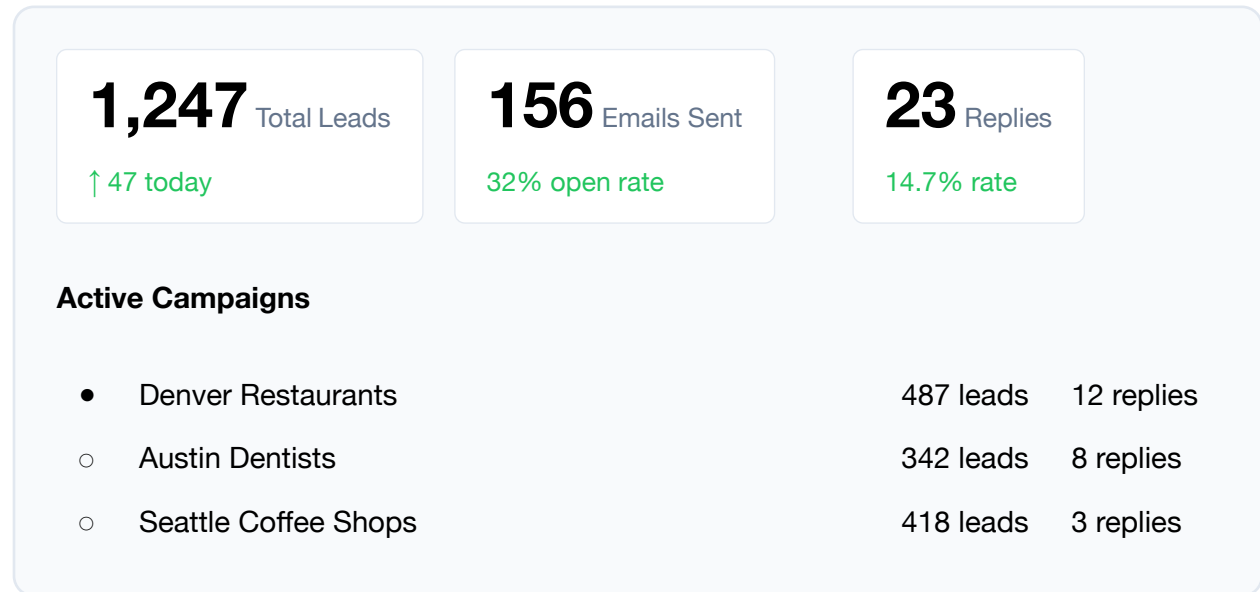 1,247 Total Leads 156 Emails Sent 23 Replies
↑ 47 today 32% open rate 14.7% rate
Active Campaigns
● Denver Restaurants 487 leads 12 replies
○ Austin Dentists 342 leads 8 replies
○ Seattle Coffee Shops 418 leads 3 replies